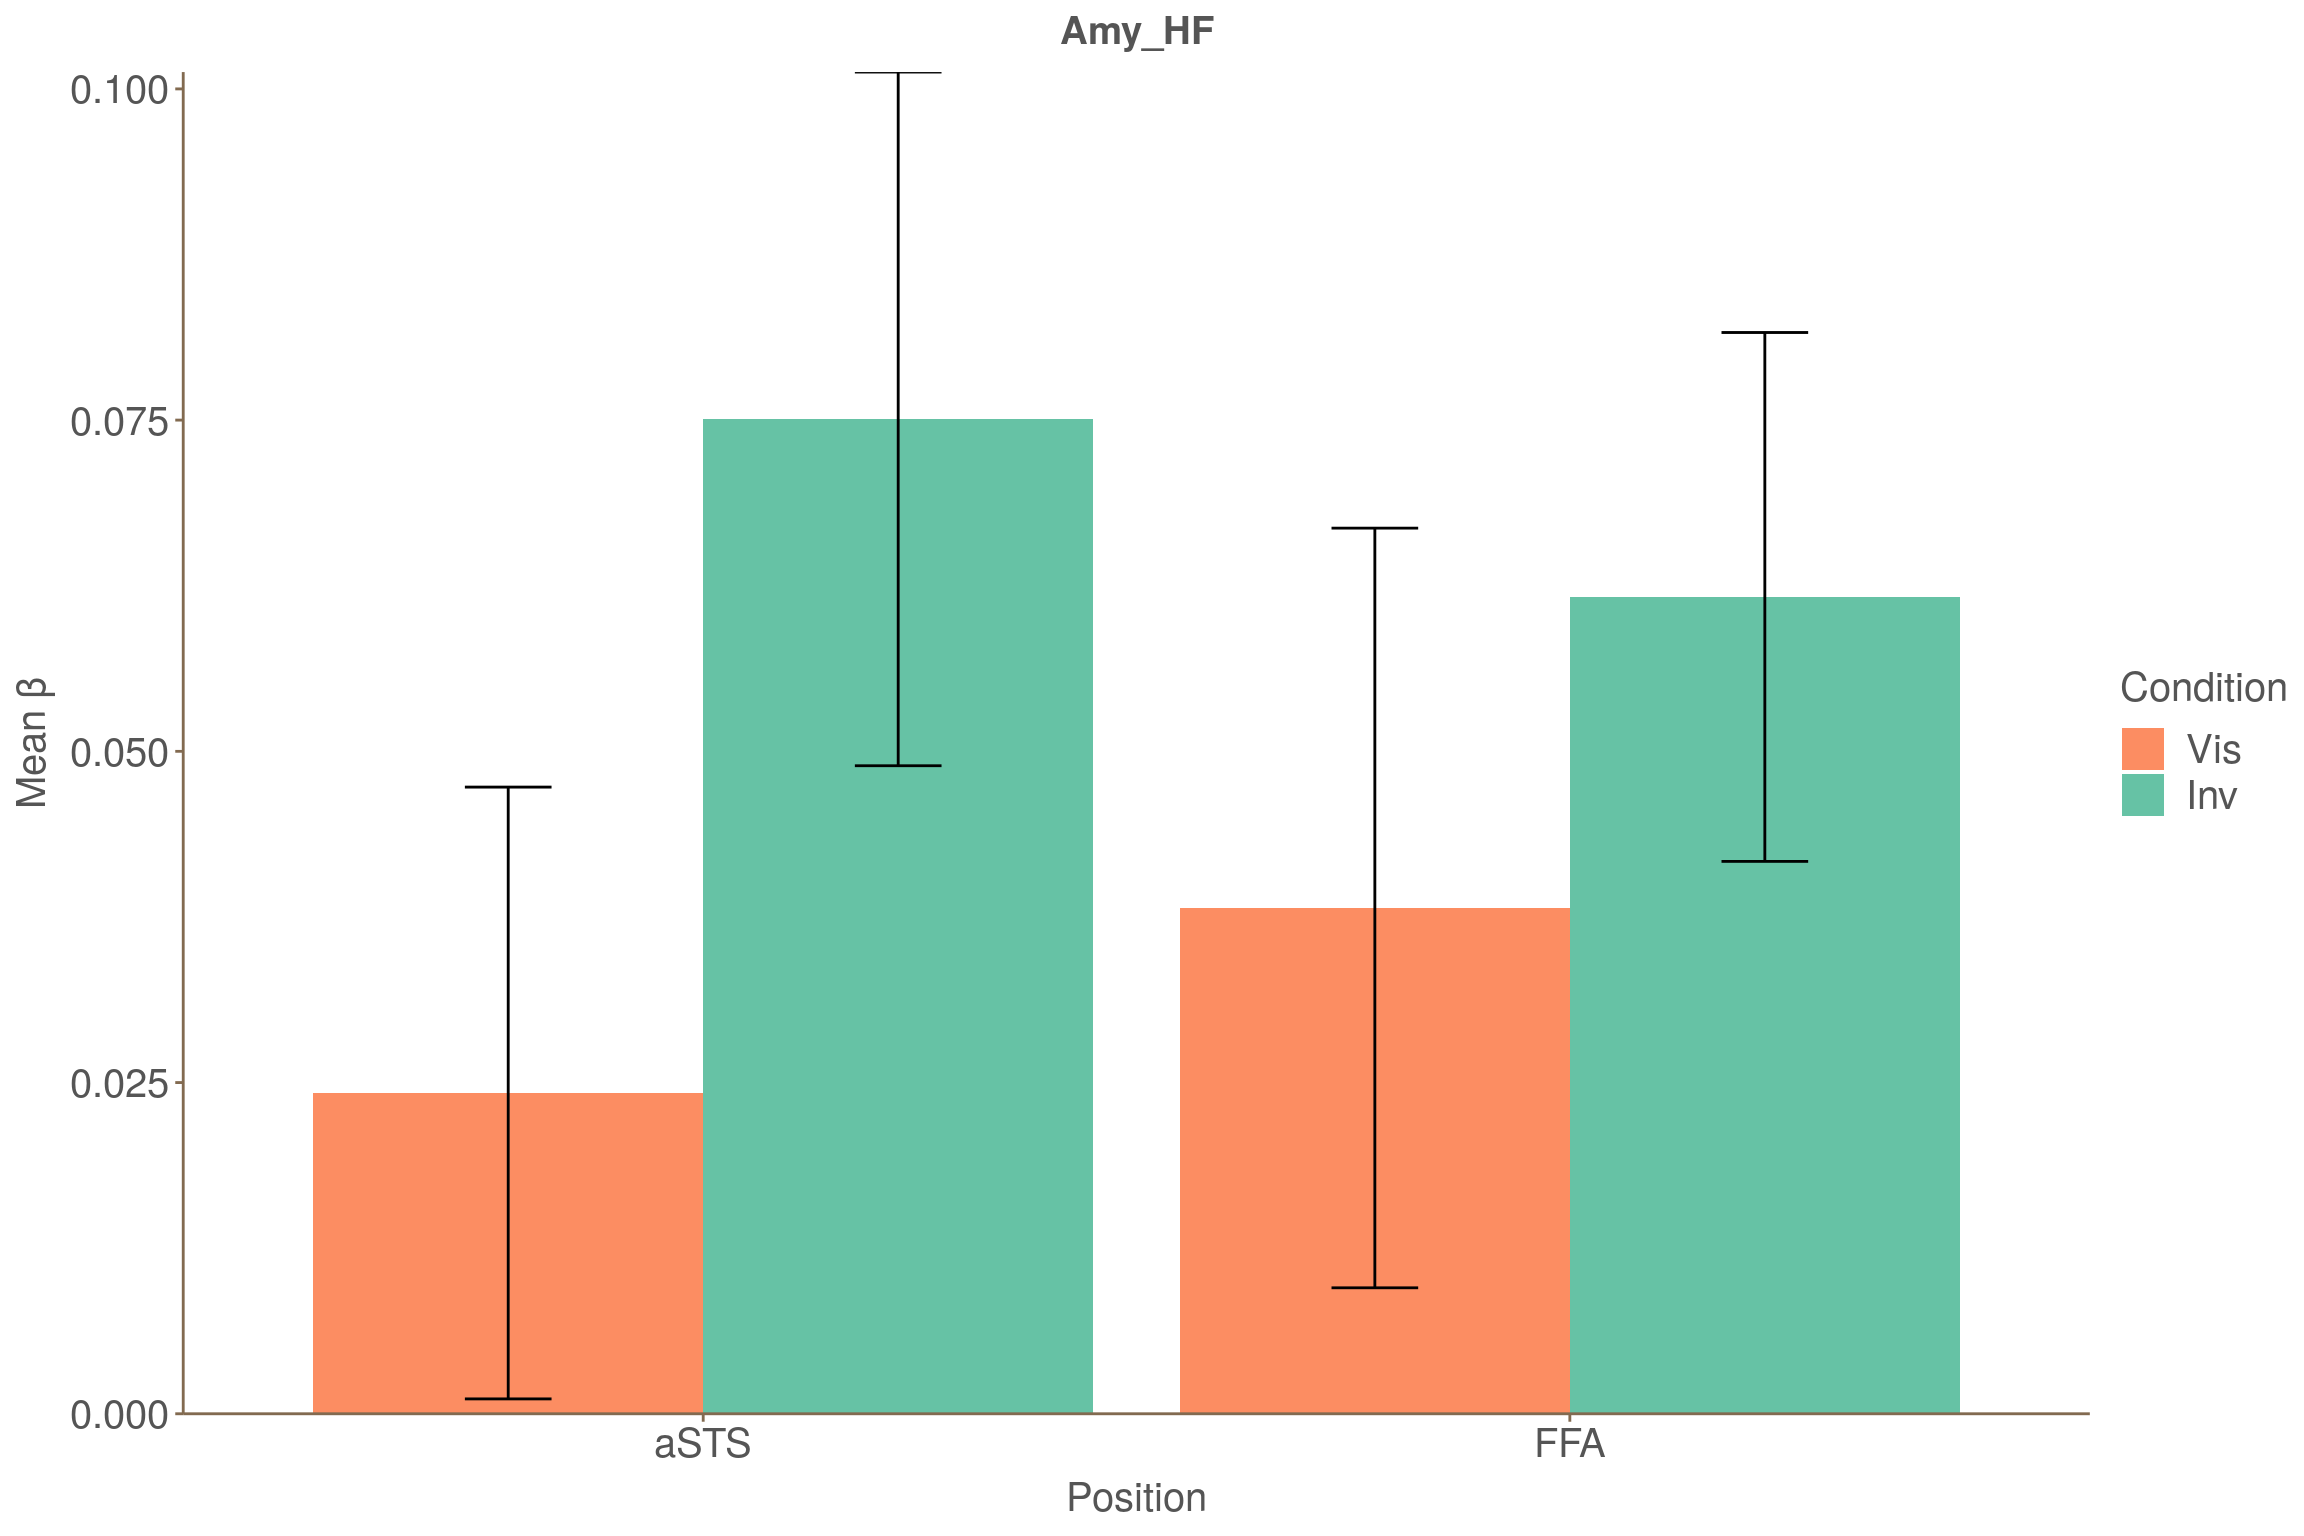 Amy_HF
0.100
0.075
0.050
0.025
0.000
Mean β
aSTS
FFA
Position
Condition
Vis
Inv